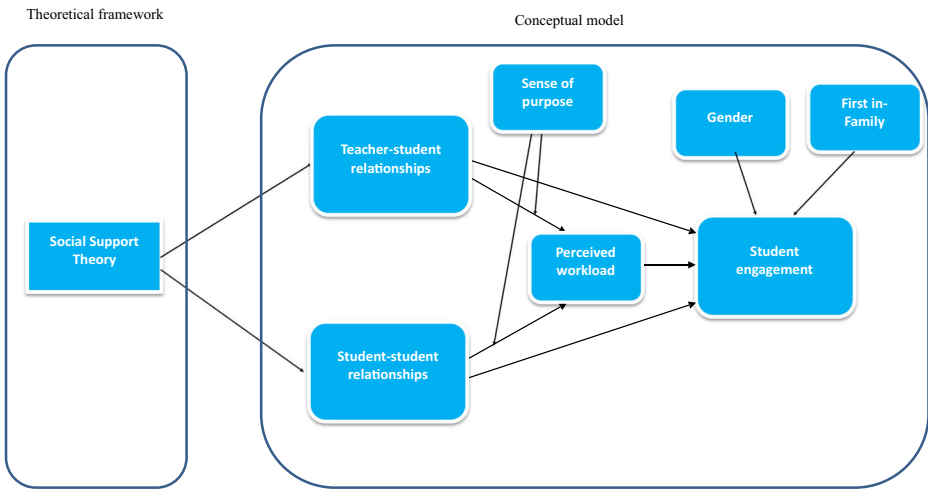 Theoretical framework
Conceptual model
Sense of
purpose
Gender
First in-
Family
Teacher-student
relationships
Social Support
Theory
Perceived
workload
Student
engagement
Student-student
relationships